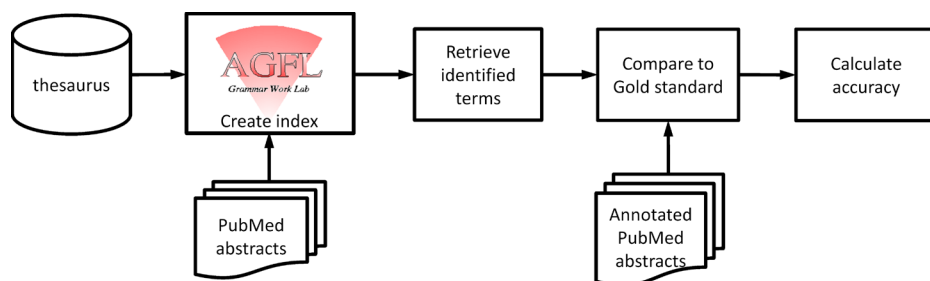 thesaurus
AGFL
Grammar Work Lab
Create index
Retrieve
identified
terms
Compare to
Gold standard
Calculate
accuracy
PubMed
abstracts
Annotated
PubMed
abstracts